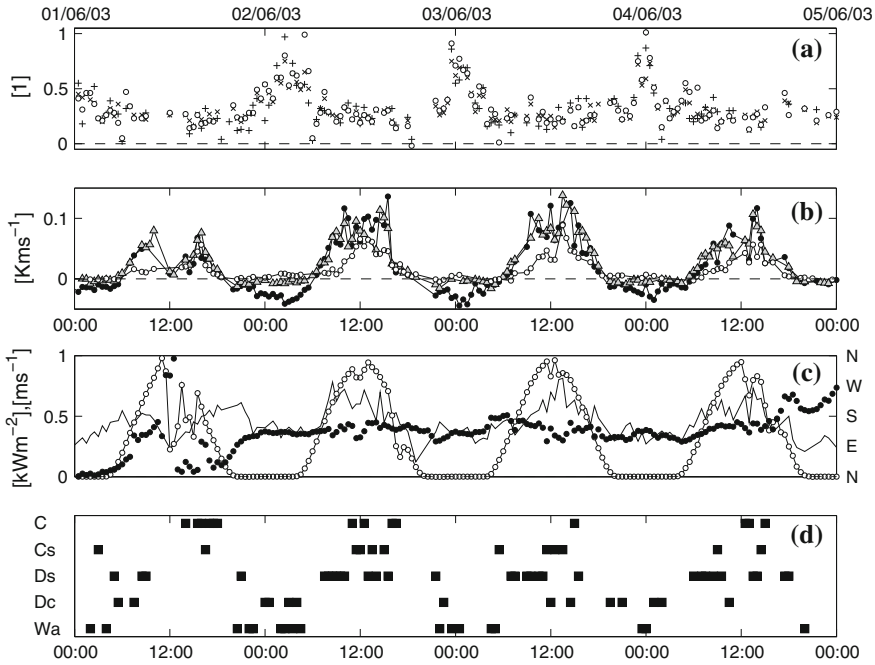 01/06/03 02/06/03 03/06/03 04/06/03 05/06/03
(a)
[1]
1
0.5
0
(b)
[Kms⁻¹]
0.1
0
00:00 12:00 00:00 12:00 00:00 12:00 00:00 12:00 00:00
(c)
[kWm⁻²],[ms⁻¹]
1
0.5
0
N
W
S
E
N
(d)
C
Cs
Ds
Dc
Wa
00:00 12:00 00:00 12:00 00:00 12:00 00:00 12:00 00:00